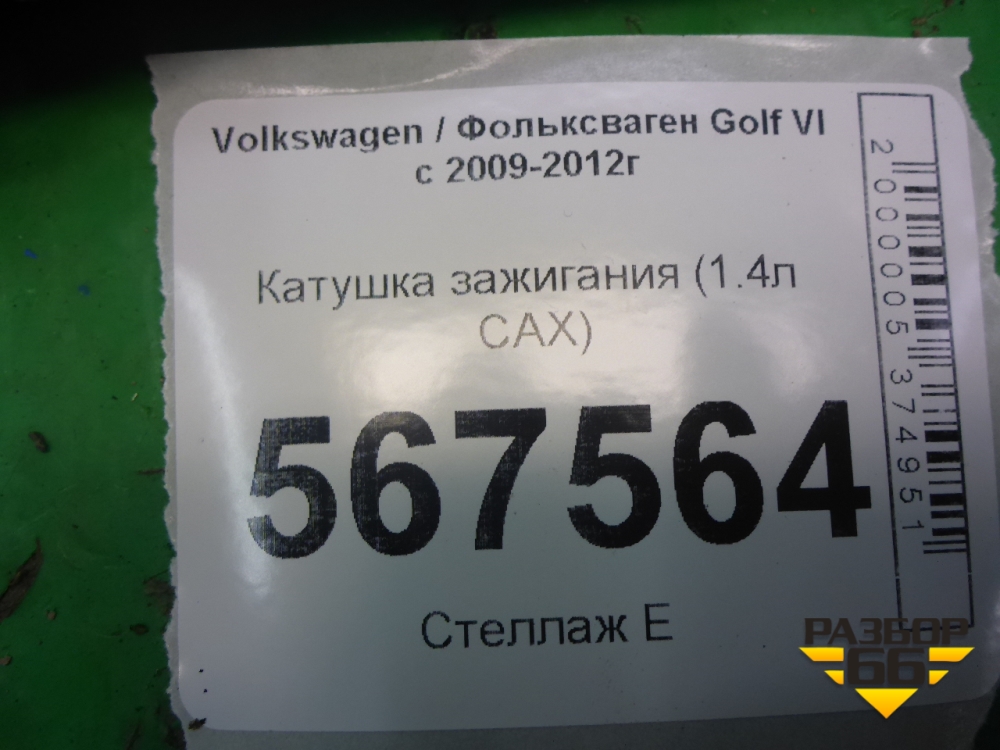 Volkswagen / Фольксваген Golf VI
с 2009-2012г
Катушка зажигания (1.4л
CAX)
567564
Стеллаж Е
2000005374951
РАЗБОР
66